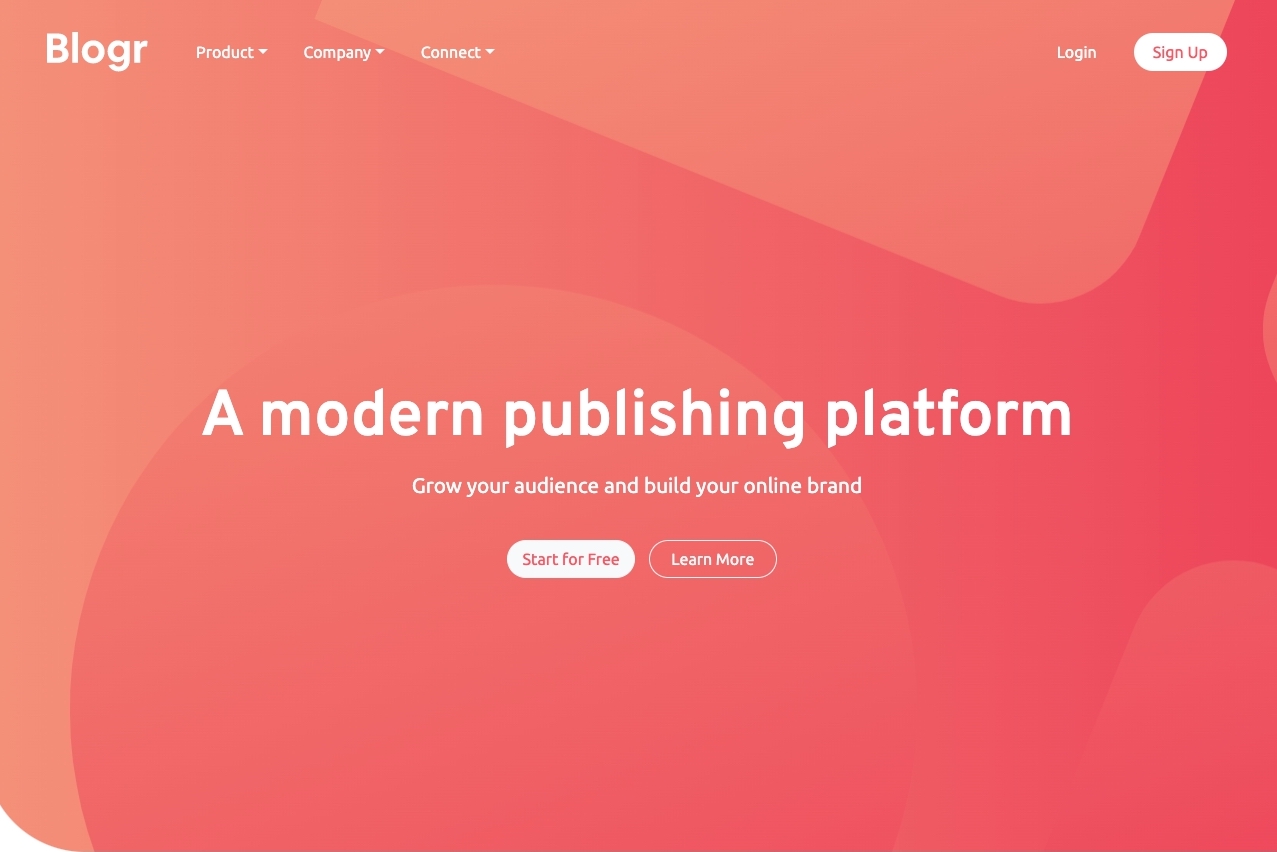 Blogr Product Company Connect Login Sign Up
A modern publishing platform
Grow your audience and build your online brand
Start for Free Learn More